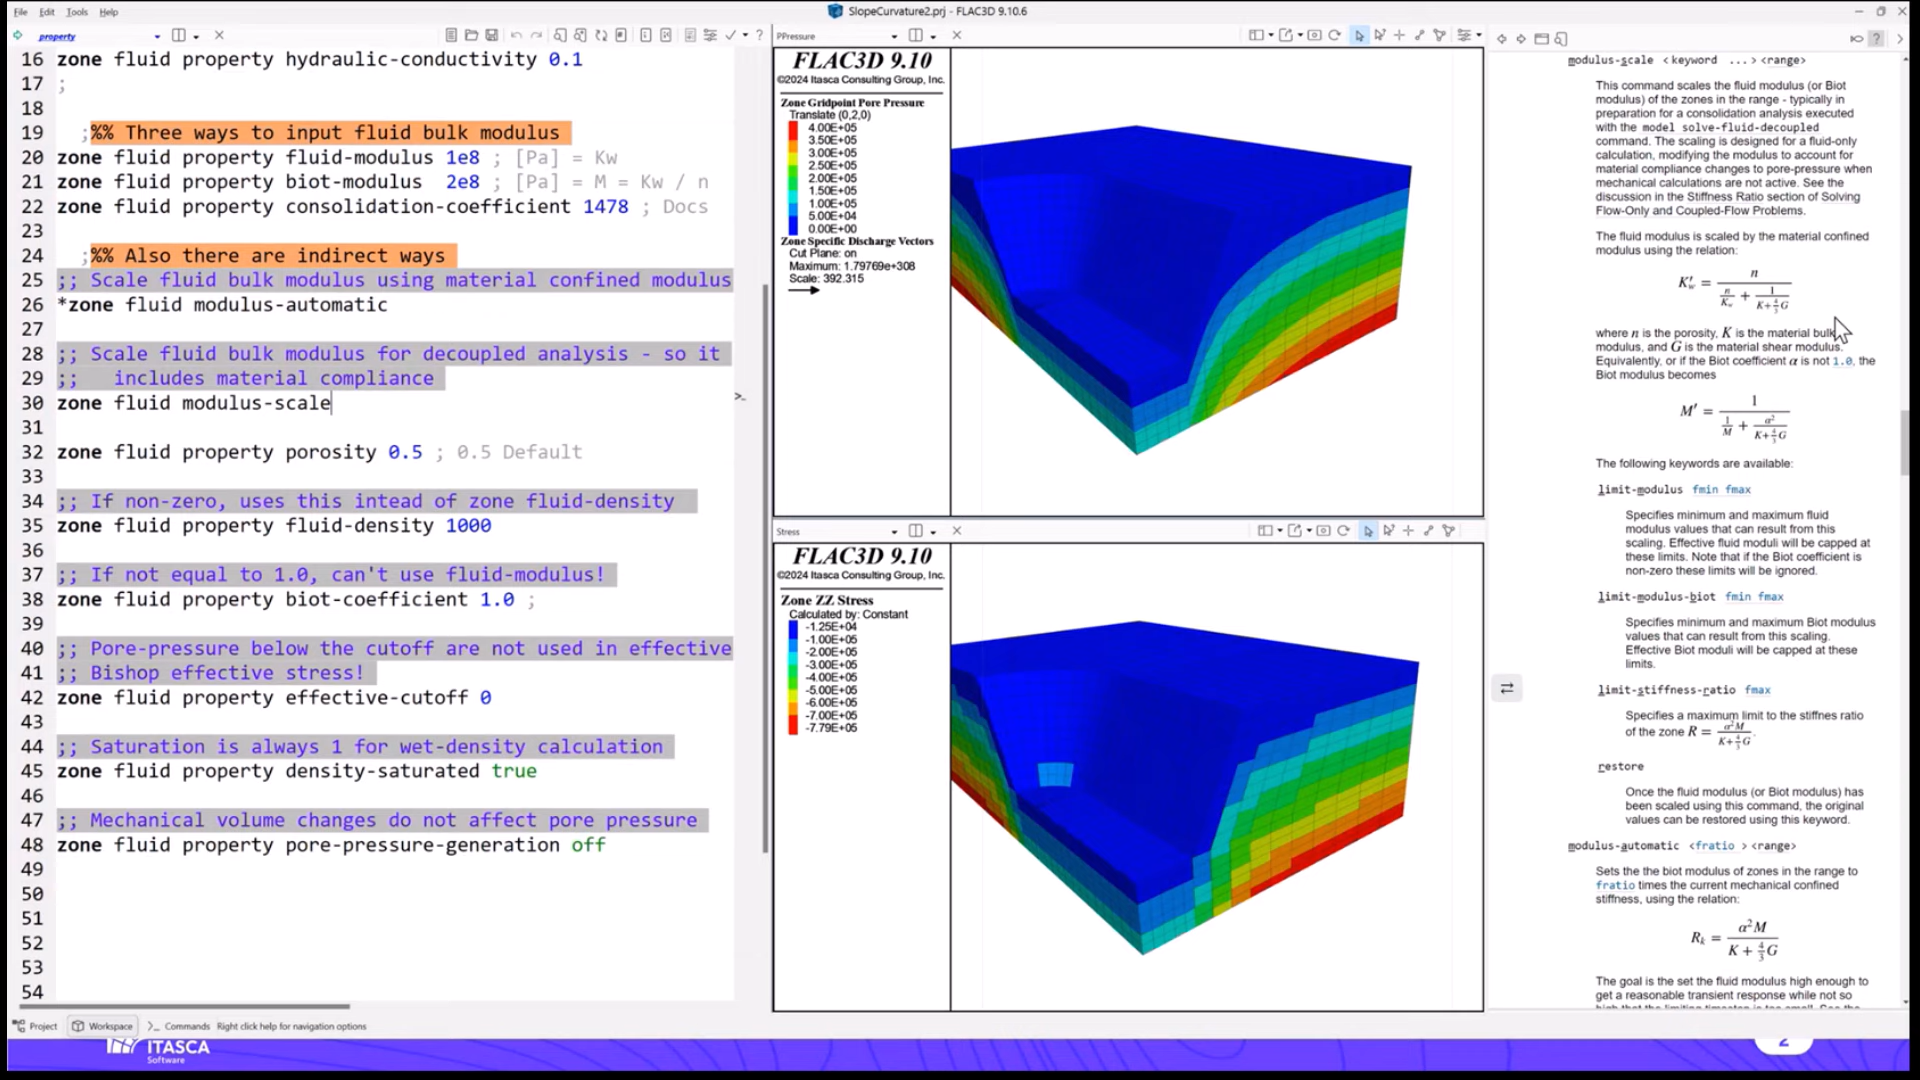 File Edit Tools Help
SlopeCurvature2.prj - FLAC3D 9.10.6
property
16 zone fluid property hydraulic-conductivity 0.1
17 ;
18
19 ;%% Three ways to input fluid bulk modulus
20 zone fluid property fluid-modulus 1e8 ; [Pa] = Kw
21 zone fluid property biot-modulus 2e8 ; [Pa] = M = Kw / n
22 zone fluid property consolidation-coefficient 1478 ; Docs
23
24 ;%% Also there are indirect ways
25 ;; Scale fluid bulk modulus using material confined modulus
26 *zone fluid modulus-automatic
27
28 ;; Scale fluid bulk modulus for decoupled analysis - so it
29 ;; includes material compliance
30 zone fluid modulus-scale
31
32 zone fluid property porosity 0.5 ; 0.5 Default
33
34 ;; If non-zero, uses this intead of zone fluid-density
35 zone fluid property fluid-density 1000
36
37 ;; If not equal to 1.0, can't use fluid-modulus!
38 zone fluid property biot-coefficient 1.0 ;
39
40 ;; Pore-pressure below the cutoff are not used in effective
41 ;; Bishop effective stress!
42 zone fluid property effective-cutoff 0
43
44 ;; Saturation is always 1 for wet-density calculation
45 zone fluid property density-saturated true
46
47 ;; Mechanical volume changes do not affect pore pressure
48 zone fluid property pore-pressure-generation off
49
50
51
52
53
54
PPressure
FLAC3D 9.10
©2024 Itasca Consulting Group, Inc.
Zone Gridpoint Pore Pressure
Translate (0,2,0)
4.00E+05
3.50E+05
3.00E+05
2.50E+05
2.00E+05
1.50E+05
1.00E+05
5.00E+04
0.00E+00
Zone Specific Discharge Vectors
Cut Plane: on
Maximum: 1.79769e+308
Scale: 392.315
Stress
FLAC3D 9.10
©2024 Itasca Consulting Group, Inc.
Zone ZZ Stress
Calculated by: Constant
-1.25E+04
-1.00E+05
-2.00E+05
-3.00E+05
-4.00E+05
-5.00E+05
-6.00E+05
-7.00E+05
-7.79E+05
modulus-scale <keyword ...> <range>
This command scales the fluid modulus (or Biot
modulus) of the zones in the range - typically in
preparation for a consolidation analysis executed
with the model solve-fluid-decoupled
command. The scaling is designed for a fluid-only
calculation, modifying the modulus to account for
material compliance changes to pore-pressure when
mechanical calculations are not active. See the
discussion in the Stiffness Ratio section of Solving
Flow-Only and Coupled-Flow Problems.
The fluid modulus is scaled by the material confined
modulus using the relation:
K'w = n / (n/Kw + 1/(K+4/3G))
where n is the porosity, K is the material bulk
modulus, and G is the material shear modulus.
Equivalently, or if the Biot coefficient α is not 1.0, the
Biot modulus becomes
M' = 1 / (1/M + α²/(K+4/3G))
The following keywords are available:
limit-modulus fmin fmax
Specifies minimum and maximum fluid
modulus values that can result from this
scaling. Effective fluid moduli will be capped at
these limits. Note that if the Biot coefficient is
non-zero these limits will be ignored.
limit-modulus-biot fmin fmax
Specifies minimum and maximum Biot modulus
values that can result from this scaling.
Effective Biot moduli will be capped at these
limits.
limit-stiffness-ratio fmax
Specifies a maximum limit to the stiffnes ratio
of the zone R = α²M/(K+4/3G).
restore
Once the fluid modulus (or Biot modulus) has
been scaled using this command, the original
values can be restored using this keyword.
modulus-automatic <fratio > <range>
Sets the the biot modulus of zones in the range to
fratio times the current mechanical confined
stiffness, using the relation:
Rk = α²M / (K + 4/3G)
The goal is the set the fluid modulus high enough to
get a reasonable transient response while not so
Project Workspace Commands Right click help for navigation options
ITASCA
Software
2